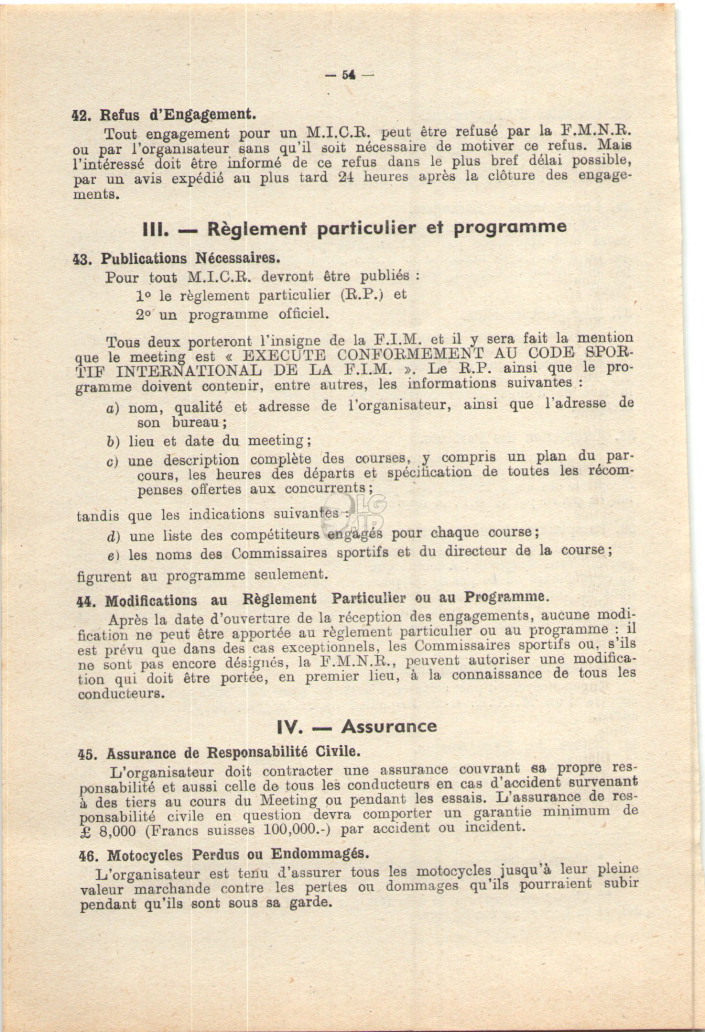 — 54 —
42. Refus d'Engagement.
Tout engagement pour un M.I.C.R. peut être refusé par la F.M.N.R.
ou par l'organisateur sans qu'il soit nécessaire de motiver ce refus. Mais
l'intéressé doit être informé de ce refus dans le plus bref délai possible,
par un avis expédié au plus tard 24 heures après la clôture des engage-
ments.
III. — Règlement particulier et programme
43. Publications Nécessaires.
Pour tout M.I.C.R. devront être publiés :
1º le règlement particulier (R.P.) et
2º un programme officiel.
Tous deux porteront l'insigne de la F.I.M. et il y sera fait la mention
que le meeting est « EXECUTE CONFORMEMENT AU CODE SPOR-
TIF INTERNATIONAL DE LA F.I.M. ». Le R.P. ainsi que le pro-
gramme doivent contenir, entre autres, les informations suivantes :
a) nom, qualité et adresse de l'organisateur, ainsi que l'adresse de
son bureau;
b) lieu et date du meeting;
c) une description complète des courses, y compris un plan du par-
cours, les heures des départs et spécification de toutes les récom-
penses offertes aux concurrents;
tandis que les indications suivantes :
d) une liste des compétiteurs engagés pour chaque course;
e) les noms des Commissaires sportifs et du directeur de la course;
figurent au programme seulement.
44. Modifications au Règlement Particulier ou au Programme.
Après la date d'ouverture de la réception des engagements, aucune modi-
fication ne peut être apportée au règlement particulier ou au programme : il
est prévu que dans des cas exceptionnels, les Commissaires sportifs ou, s'ils
ne sont pas encore désignés, la F.M.N.R., peuvent autoriser une modifica-
tion qui doit être portée, en premier lieu, à la connaissance de tous les
conducteurs.
IV. — Assurance
45. Assurance de Responsabilité Civile.
L'organisateur doit contracter une assurance couvrant sa propre res-
ponsabilité et aussi celle de tous les conducteurs en cas d'accident survenant
à des tiers au cours du Meeting ou pendant les essais. L'assurance de res-
ponsabilité civile en question devra comporter un garantie minimum de
£ 8,000 (Francs suisses 100,000.-) par accident ou incident.
46. Motocycles Perdus ou Endommagés.
L'organisateur est tenu d'assurer tous les motocycles jusqu'à leur pleine
valeur marchande contre les pertes ou dommages qu'ils pourraient subir
pendant qu'ils sont sous sa garde.